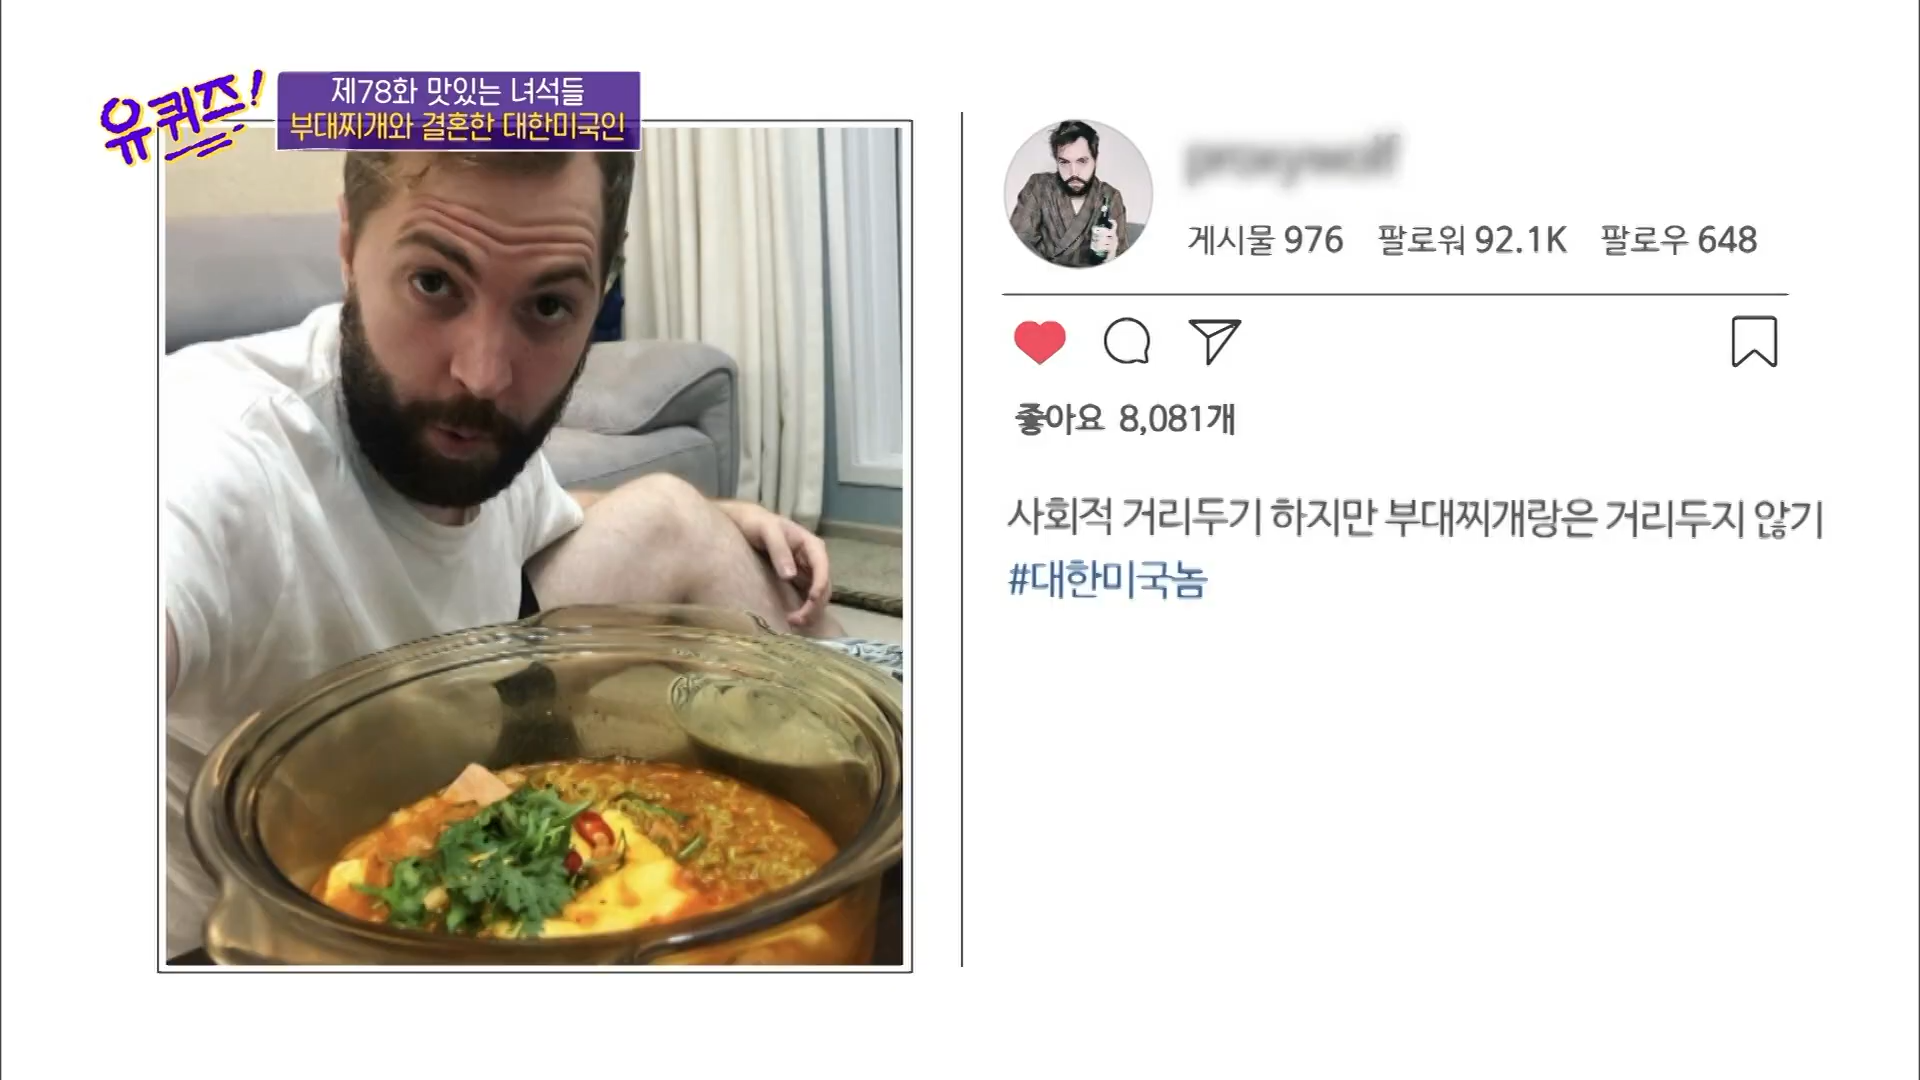 유퀴즈!
제78화 맛있는 녀석들
부대찌개와 결혼한 대한미국인
게시물 976 팔로워 92.1K 팔로우 648
좋아요 8,081개
사회적 거리두기 하지만 부대찌개랑은 거리두지 않기
#대한미국놈